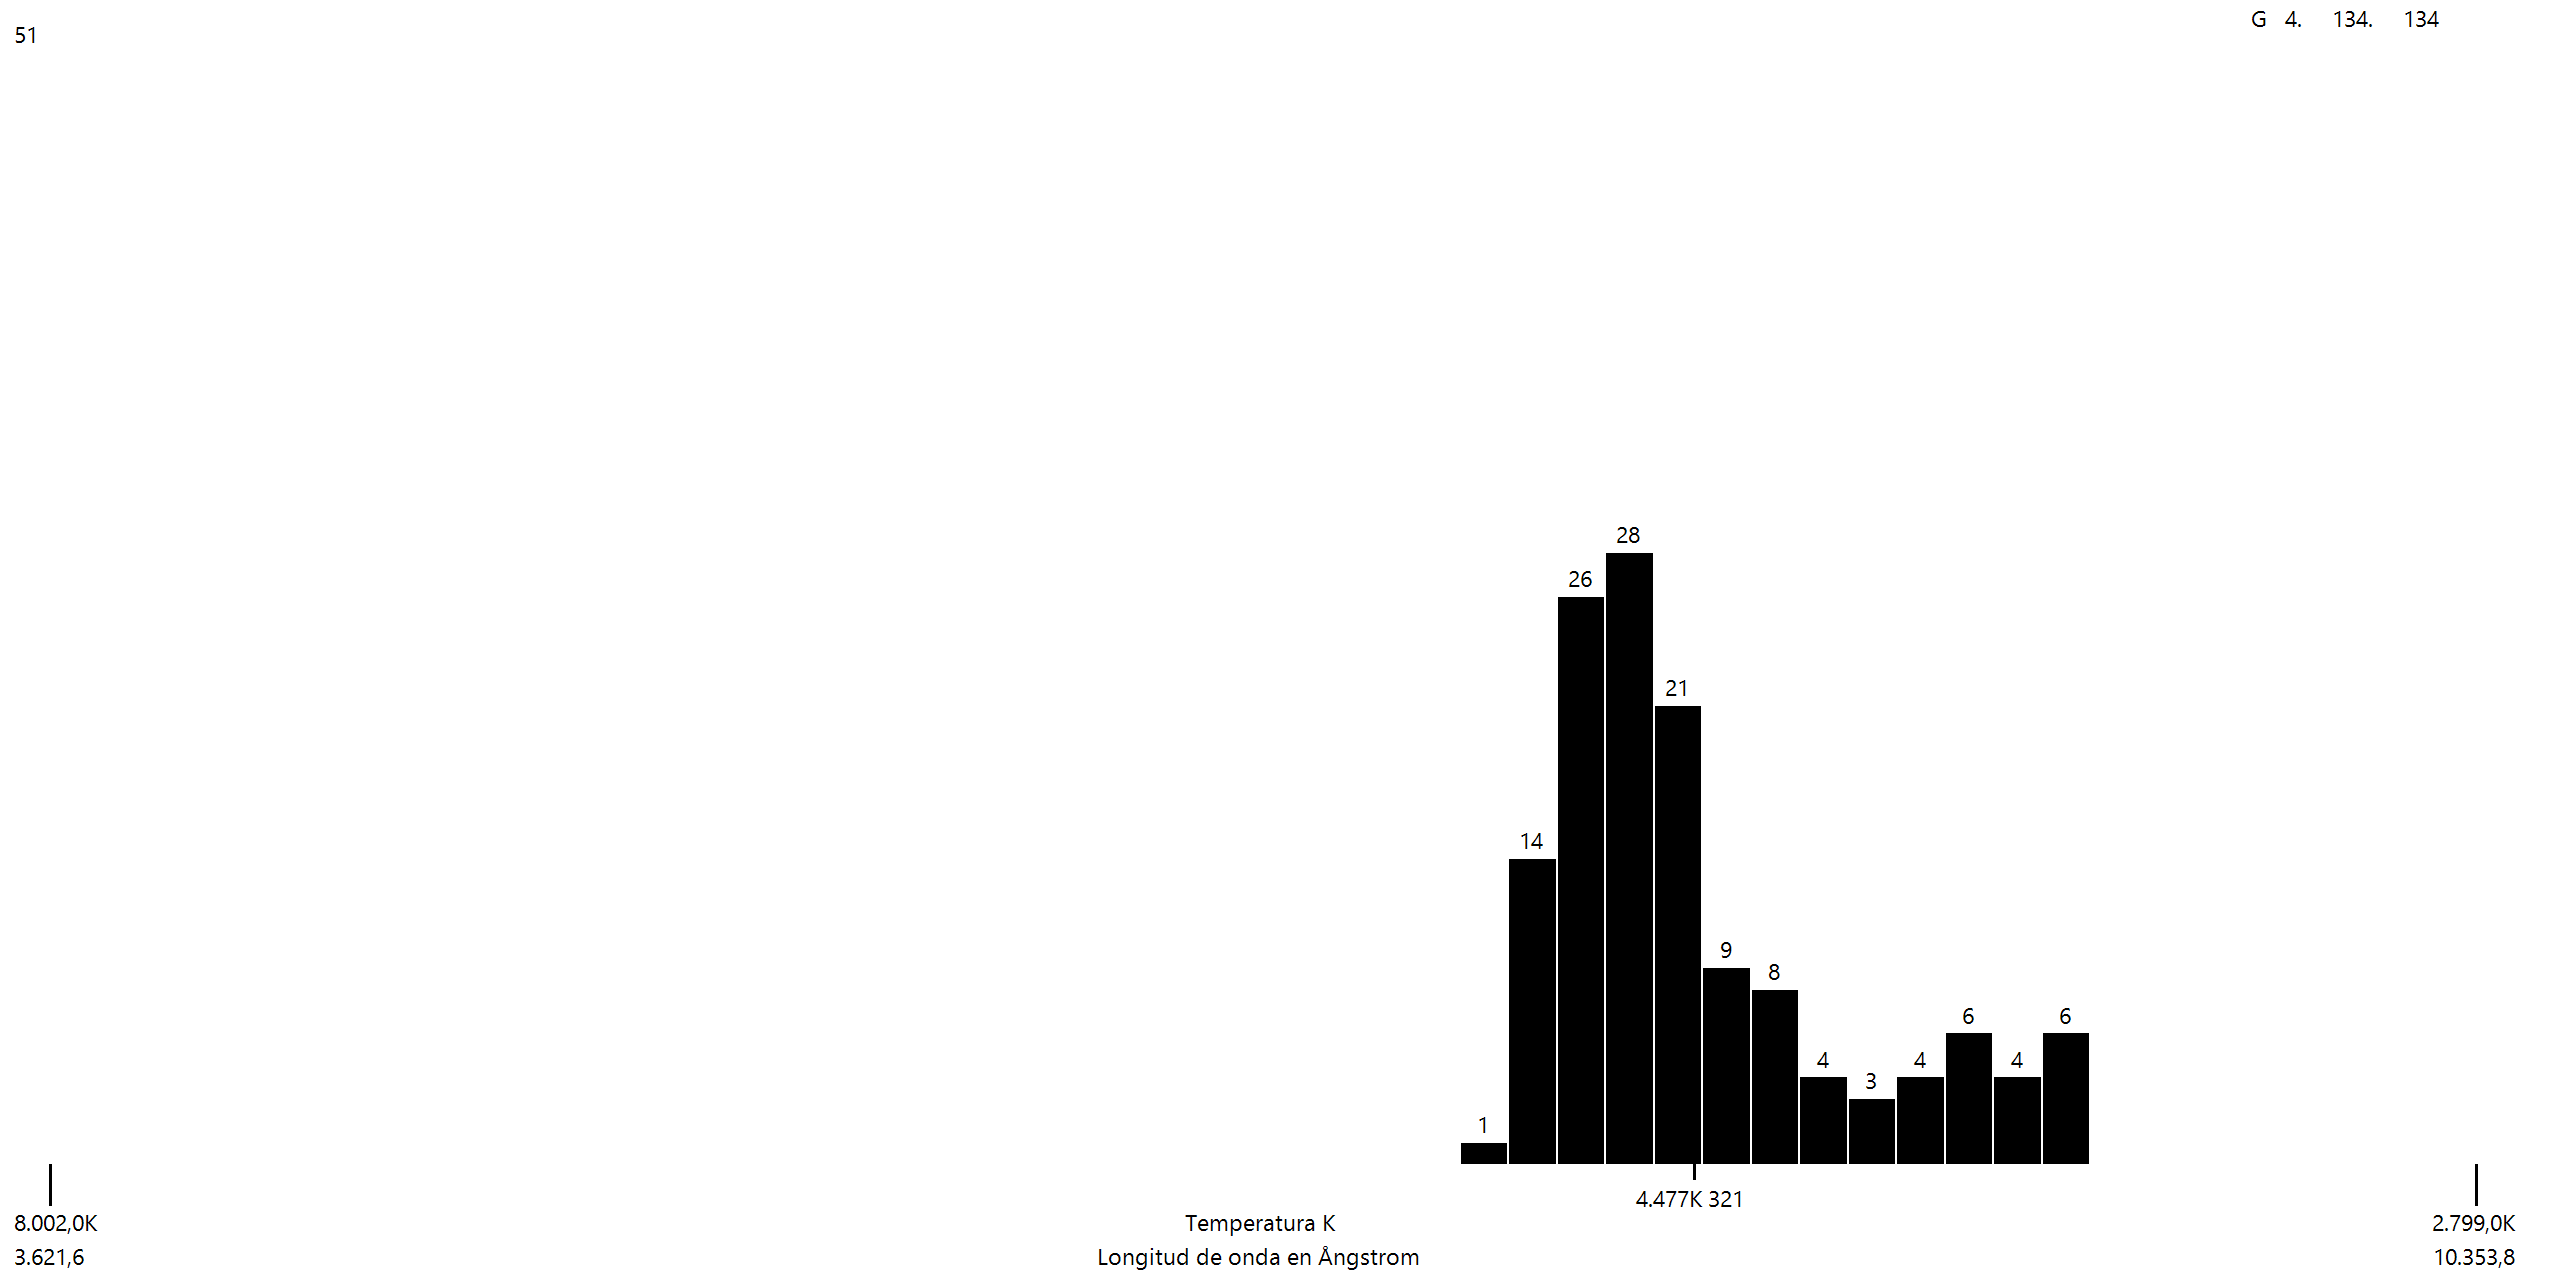 G 4. 134. 134
51
28
26
21
14
9
8
6 6
4 4 4
3
1
4.477K 321
8.002,0K Temperatura K 2.799,0K
3.621,6 Longitud de onda en Ångstrom 10.353,8